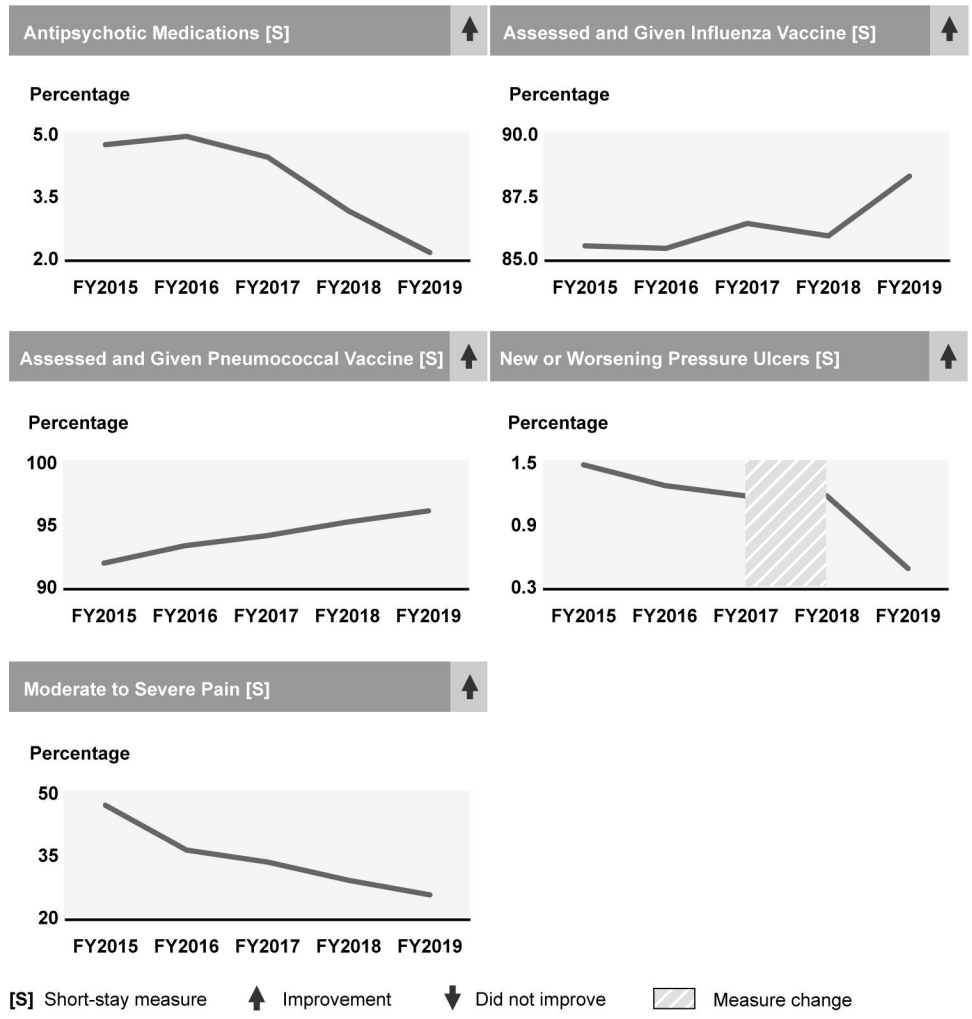 Antipsychotic Medications [S]
Assessed and Given Influenza Vaccine [S]
Percentage
5.0
3.5
2.0
FY2015 FY2016 FY2017 FY2018 FY2019
Percentage
90.0
87.5
85.0
FY2015 FY2016 FY2017 FY2018 FY2019
Assessed and Given Pneumococcal Vaccine [S]
New or Worsening Pressure Ulcers [S]
Percentage
100
95
90
FY2015 FY2016 FY2017 FY2018 FY2019
Percentage
1.5
0.9
0.3
FY2015 FY2016 FY2017 FY2018 FY2019
Moderate to Severe Pain [S]
Percentage
50
35
20
FY2015 FY2016 FY2017 FY2018 FY2019
[S] Short-stay measure Improvement Did not improve Measure change